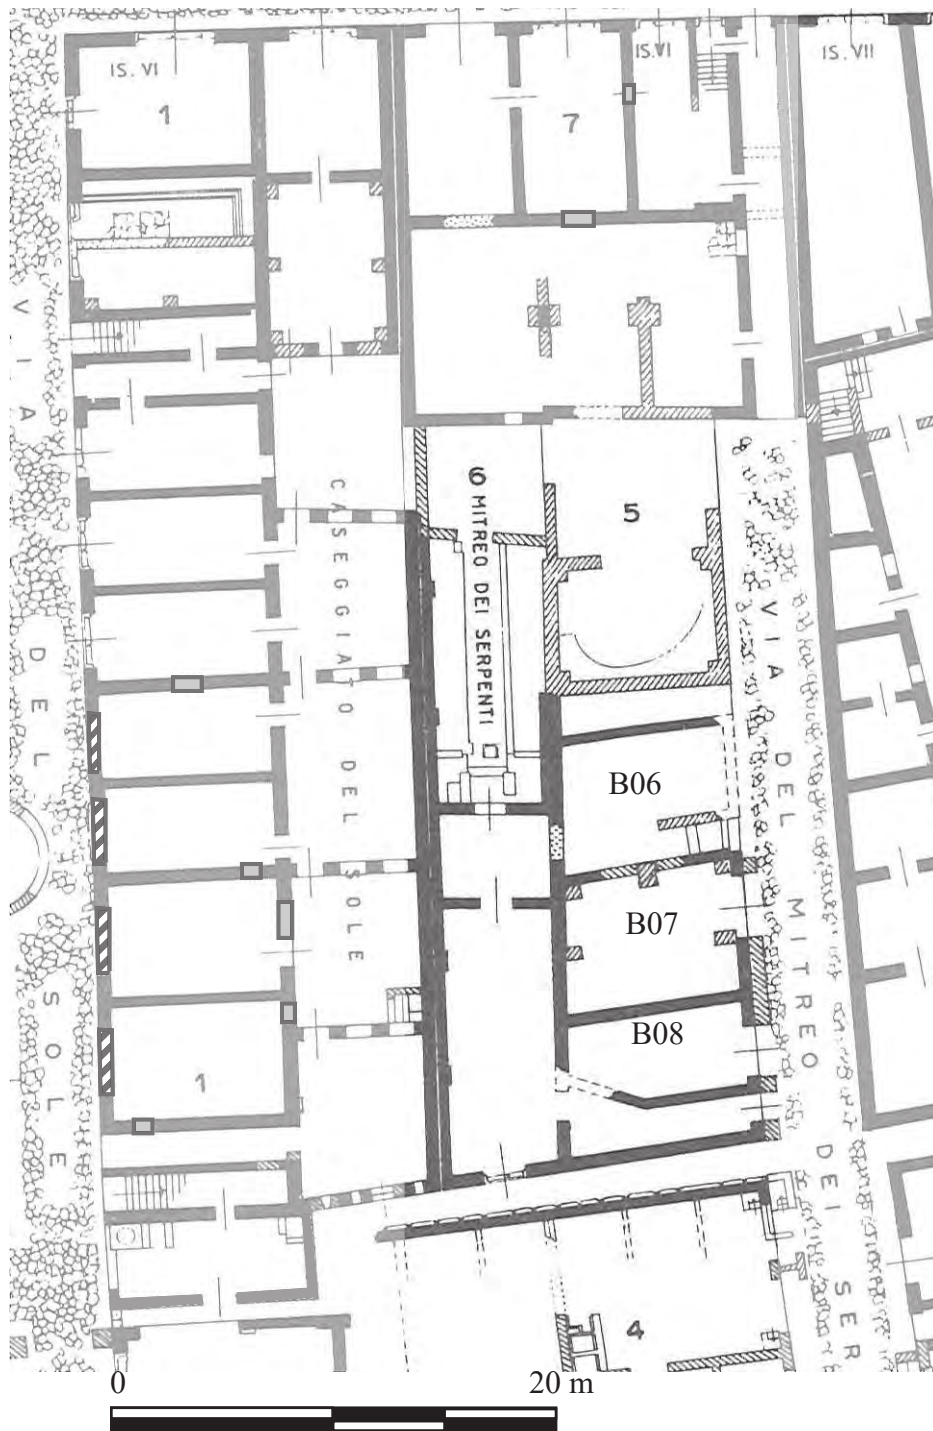 IS. VI
1
7
IS.VI
IS. VII
VIA DEL SOLE
CASEGGIATO DEL SOLE
6 MITREO DEI SERPENTI
5
VIA DEL MITREO DEI SER
B06
B07
B08
1
4
0
20 m